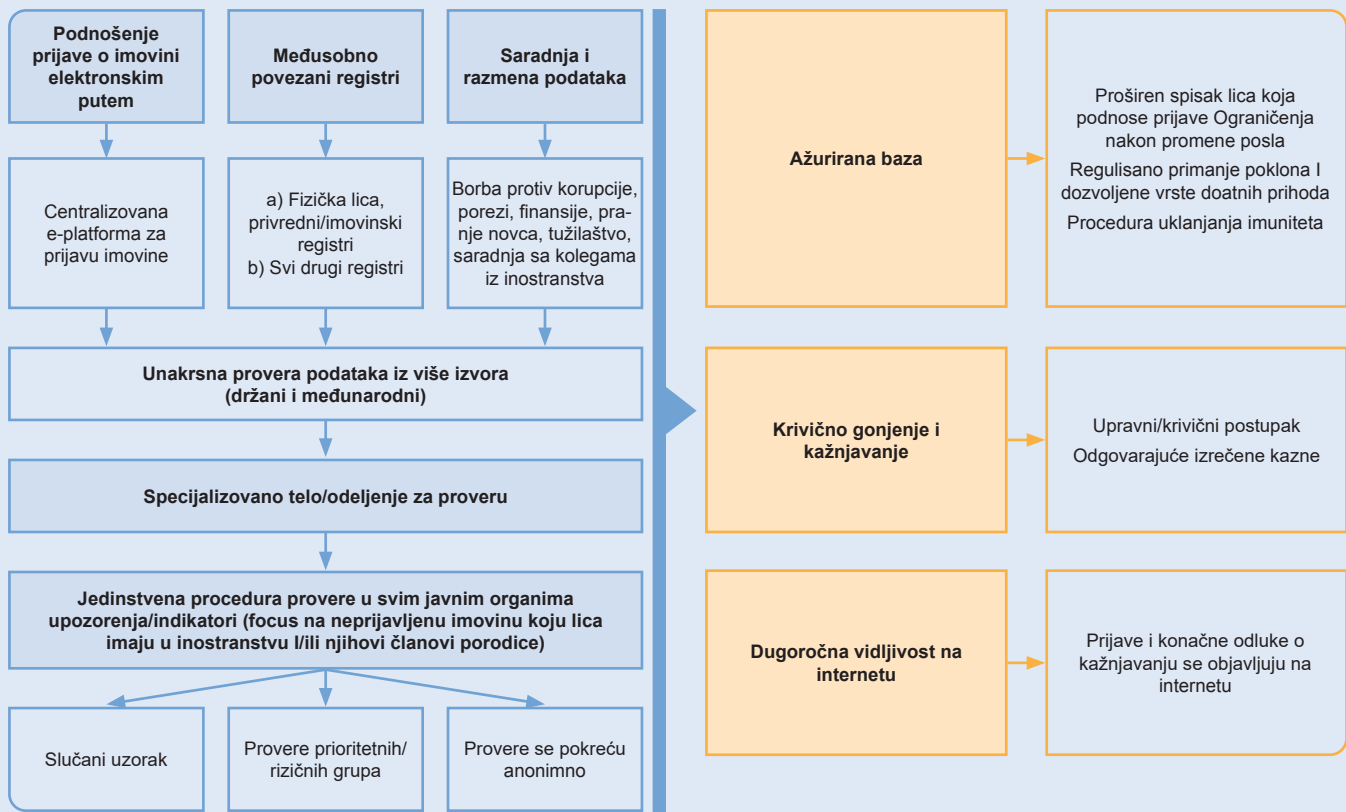 Podnošenje
prijave o imovini
elektronskim
putem
Međusobno
povezani registri
Saradnja i
razmena podataka
Centralizovana
e-platforma za
prijavu imovine
a) Fizička lica,
privredni/imovinski
registri
b) Svi drugi registri
Borba protiv korupcije,
porezi, finansije, pra-
nje novca, tužilaštvo,
saradnja sa kolegama
iz inostranstva
Unakrsna provera podataka iz više izvora
(držani i međunarodni)
Specijalizovano telo/odeljenje za proveru
Jedinstvena procedura provere u svim javnim organima
upozorenja/indikatori (focus na neprijavljenu imovinu koju lica
imaju u inostranstvu I/ili njihovi članovi porodice)
Slučani uzorak
Provere prioritetnih/
rizičnih grupa
Provere se pokreću
anonimno
Ažurirana baza
Proširen spisak lica koja
podnose prijave Ograničenja
nakon promene posla
Regulisano primanje poklona I
dozvoljene vrste doatnih prihoda
Procedura uklanjanja imuniteta
Krivično gonjenje i
kažnjavanje
Upravni/krivični postupak
Odgovarajuće izrečene kazne
Dugoročna vidljivost na
internetu
Prijave i konačne odluke o
kažnjavanju se objavljuju na
internetu